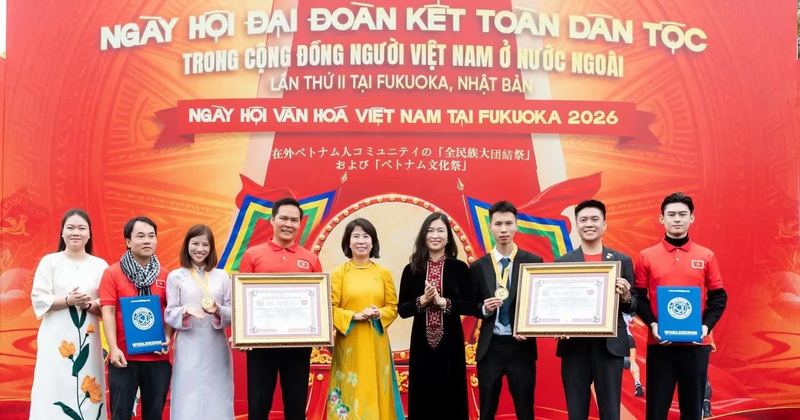 NGÀY HỘI ĐẠI ĐOÀN KẾT TOÀN DÂN TỘC
TRONG CỘNG ĐỒNG NGƯỜI VIỆT NAM Ở NƯỚC NGOÀI
LẦN THỨ II TẠI FUKUOKA, NHẬT BẢN
NGÀY HỘI VĂN HOÁ VIỆT NAM TẠI FUKUOKA 2026
在外ベトナム人コミュニティの「全民族大団結祭」
および「ベトナム文化祭」
WORLDKINGS
WORLDKINGS